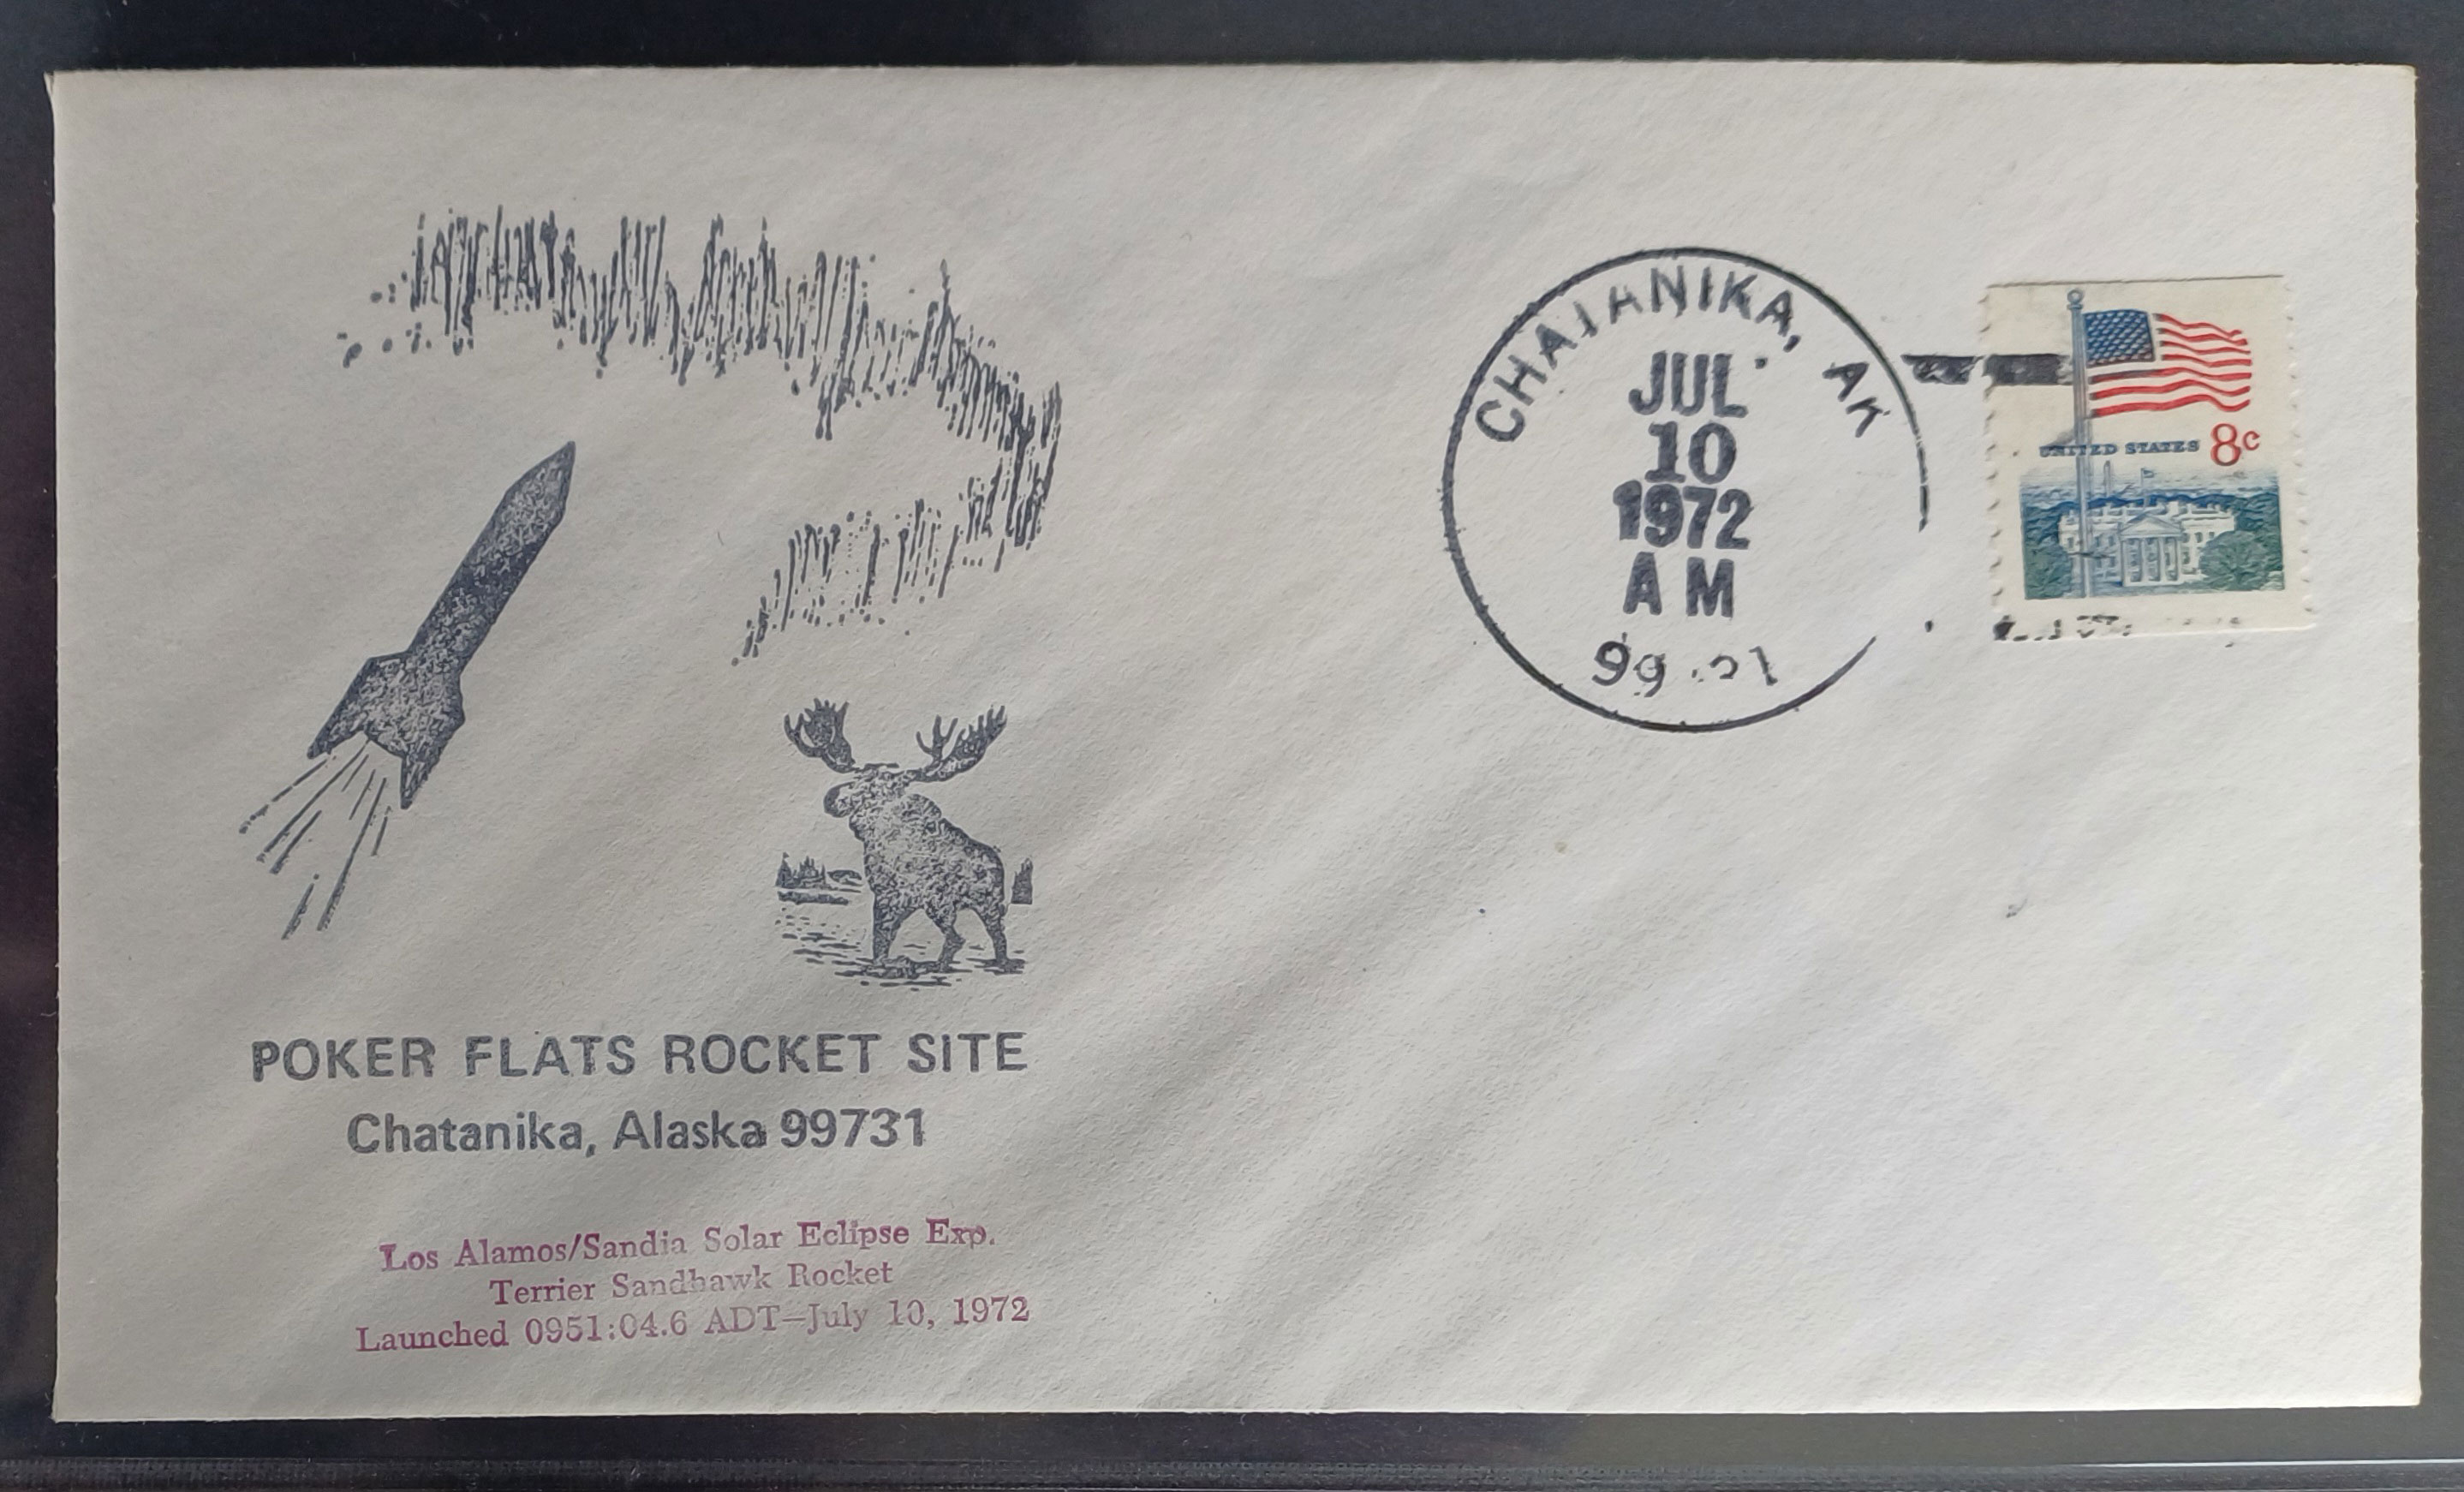 CHATANIKA, AK
JUL
10
1972
AM
UNITED STATES 8c
POKER FLATS ROCKET SITE
Chatanika, Alaska 99731
Los Alamos/Sandia Solar Eclipse Exp.
Terrier Sandhawk Rocket
Launched 0951:04.6 ADT—July 10, 1972